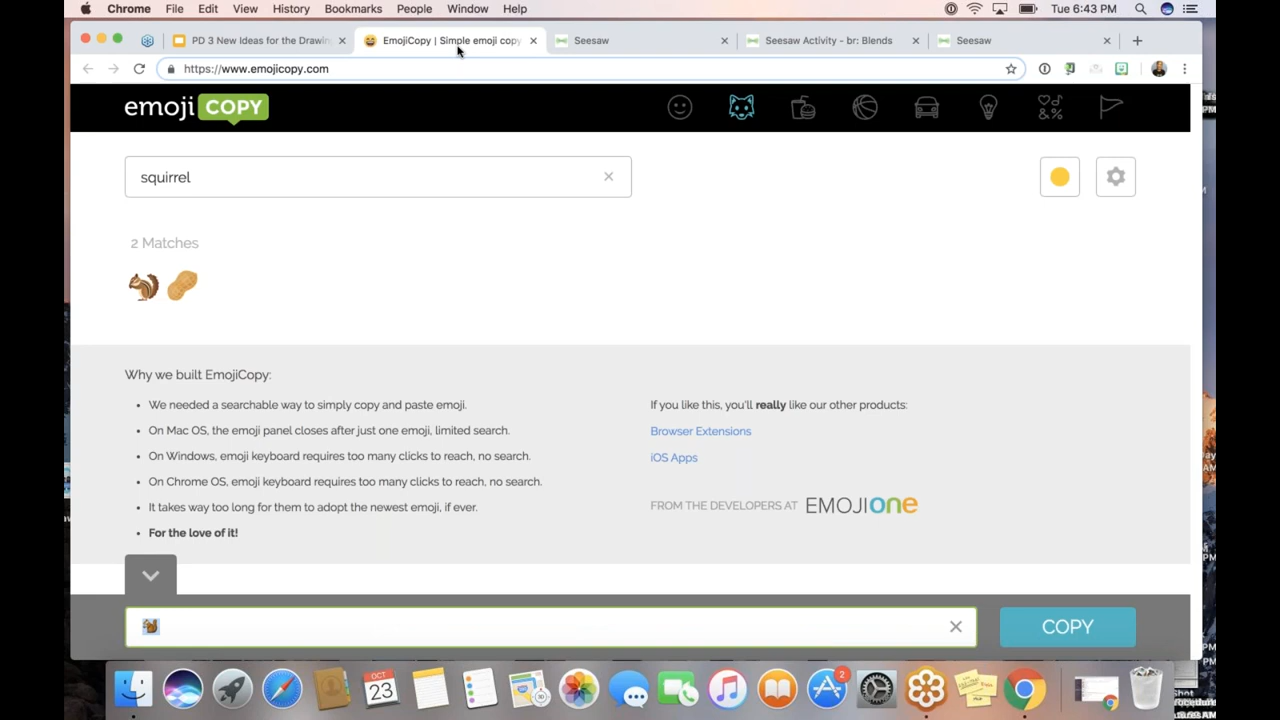 Chrome File Edit View History Bookmarks People Window Help Tue 6:43 PM
PD 3 New Ideas for the Drawin EmojiCopy | Simple emoji copy Seesaw Seesaw Activity - br: Blends Seesaw
https://www.emojicopy.com
emoji COPY
squirrel
2 Matches
Why we built EmojiCopy:
• We needed a searchable way to simply copy and paste emoji.
• On Mac OS, the emoji panel closes after just one emoji, limited search.
• On Windows, emoji keyboard requires too many clicks to reach, no search.
• On Chrome OS, emoji keyboard requires too many clicks to reach, no search.
• It takes way too long for them to adopt the newest emoji, if ever.
• For the love of it!
If you like this, you'll really like our other products:
Browser Extensions
iOS Apps
FROM THE DEVELOPERS AT EMOJIone
COPY
OCT
23
2